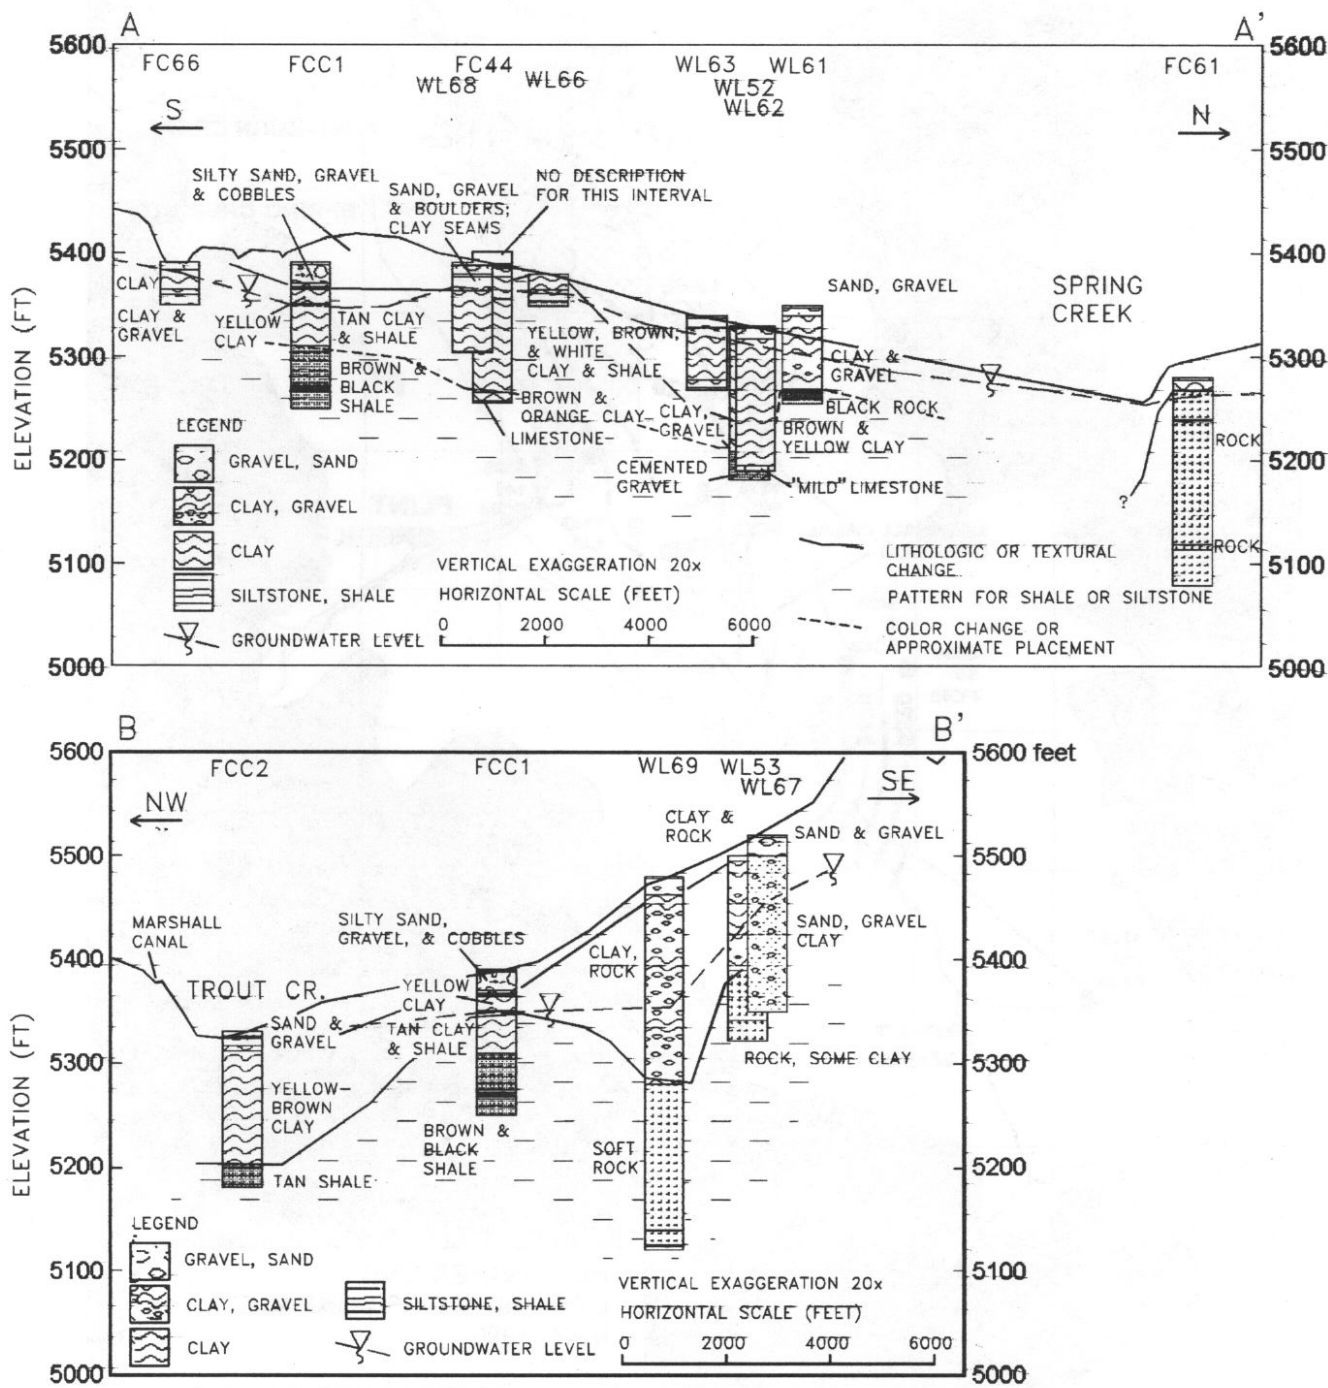 A A'
5600 5600
FC66 FCC1 FC44 WL63 WL61 FC61
WL68 WL66 WL52
WL62
S N
5500 5500
SILTY SAND, GRAVEL
& COBBLES
SAND, GRAVEL
& BOULDERS;
CLAY SEAMS
NO DESCRIPTION
FOR THIS INTERVAL
5400 5400
CLAY
CLAY &
GRAVEL
YELLOW
CLAY
TAN CLAY
& SHALE
YELLOW, BROWN,
& WHITE
CLAY & SHALE
SAND, GRAVEL
SPRING
CREEK
CLAY &
GRAVEL
5300 5300
BROWN &
BLACK
SHALE
BROWN &
ORANGE CLAY
CLAY,
GRAVEL
BLACK ROCK
BROWN &
YELLOW CLAY
LIMESTONE
ELEVATION (FT)
LEGEND
GRAVEL, SAND
5200 5200
CEMENTED
GRAVEL
"MILD" LIMESTONE
ROCK
?
CLAY, GRAVEL
CLAY
SILTSTONE, SHALE
GROUNDWATER LEVEL
5100 5100
ROCK
VERTICAL EXAGGERATION 20x
HORIZONTAL SCALE (FEET)
0 2000 4000 6000
LITHOLOGIC OR TEXTURAL
CHANGE
PATTERN FOR SHALE OR SILTSTONE
COLOR CHANGE OR
APPROXIMATE PLACEMENT
5000 5000
B B'
5600 5600 feet
FCC2 FCC1 WL69 WL53
WL67
NW SE
CLAY &
ROCK
SAND & GRAVEL
5500 5500
MARSHALL
CANAL
SILTY SAND,
GRAVEL, & COBBLES
CLAY,
ROCK
SAND, GRAVEL
CLAY
5400 5400
TROUT CR.
YELLOW
CLAY
SAND &
GRAVEL
TAN CLAY
& SHALE
ROCK, SOME CLAY
5300 5300
YELLOW-
BROWN
CLAY
BROWN &
BLACK
SHALE
SOFT
ROCK
ELEVATION (FT)
5200 5200
TAN SHALE
LEGEND
GRAVEL, SAND
5100 5100
CLAY, GRAVEL
SILTSTONE, SHALE
CLAY
GROUNDWATER LEVEL
VERTICAL EXAGGERATION 20x
HORIZONTAL SCALE (FEET)
0 2000 4000 6000
5000 5000